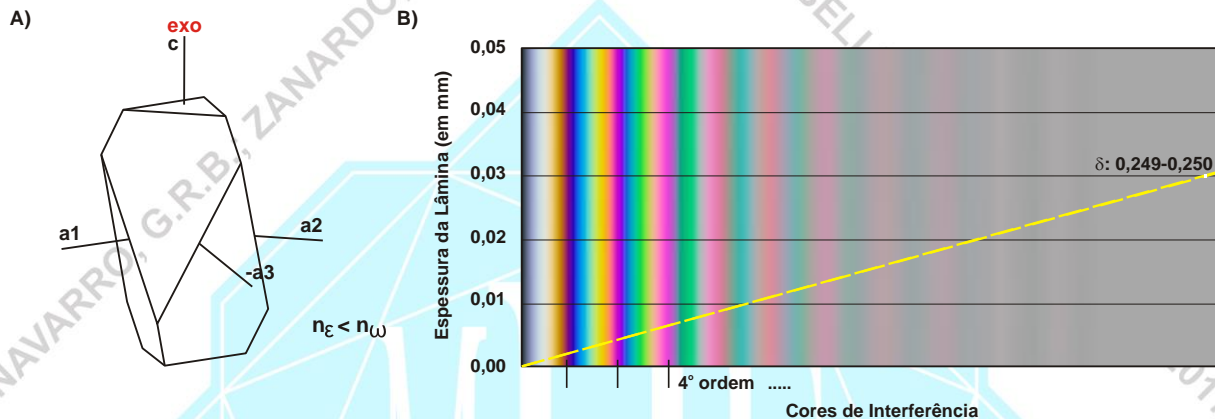 A)
exo
c
a1
a2
-a3
nε < nω
B)
Espessura da Lâmina (em mm)
0,05
0,04
0,03
0,02
0,01
0,00
δ: 0,249-0,250
4° ordem .....
Cores de Interferência
NAVARRO, G.R.B., ZANARDO,